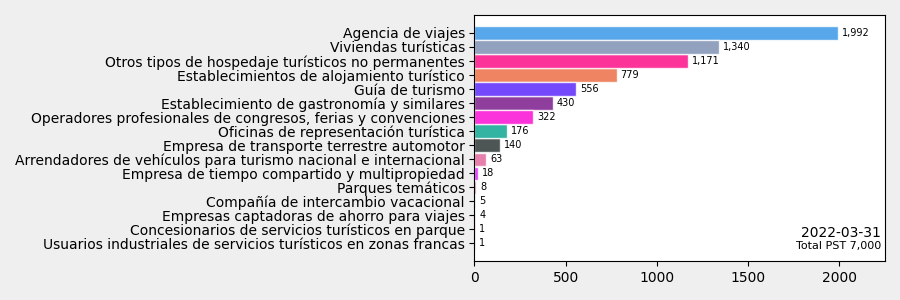 Agencia de viajes 1,992
Viviendas turísticas 1,340
Otros tipos de hospedaje turísticos no permanentes 1,171
Establecimientos de alojamiento turístico 779
Guía de turismo 556
Establecimiento de gastronomía y similares 430
Operadores profesionales de congresos, ferias y convenciones 322
Oficinas de representación turística 176
Empresa de transporte terrestre automotor 140
Arrendadores de vehículos para turismo nacional e internacional 63
Empresa de tiempo compartido y multipropiedad 18
Parques temáticos 8
Compañía de intercambio vacacional 5
Empresas captadoras de ahorro para viajes 4
Concesionarios de servicios turísticos en parque 1
Usuarios industriales de servicios turísticos en zonas francas 1
2022-03-31
Total PST 7,000
0 500 1000 1500 2000